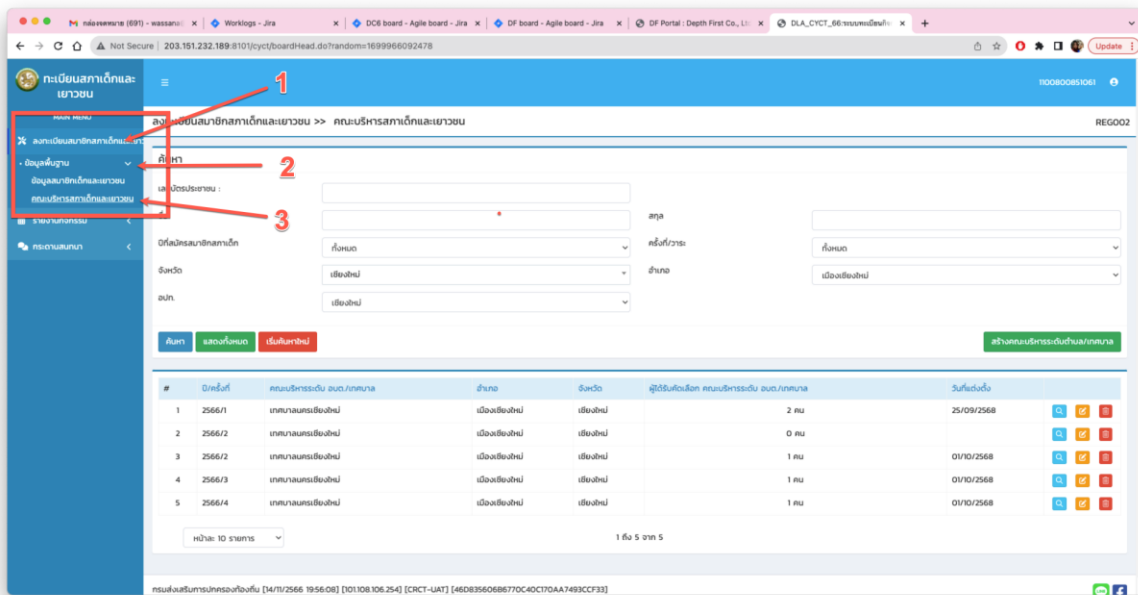 กล่องจดหมาย (691) - wassana
Worklogs - Jira
DC6 board - Agile board - Jira
DF board - Agile board - Jira
DF Portal : Depth First Co., Lt
DLA_CYCT_66:ระบบทะเบียนกิจ
Not Secure 203.151.232.189:8101/cyct/boardHead.do?random=1699966092478
Update
ทะเบียนสภาเด็กและ
เยาวชน
1
1100800851061
MAIN MENU
ลงทะเบียนสมาชิกสภาเด็กและเยาวชน >> คณะบริหารสภาเด็กและเยาวชน
REG002
ลงทะเบียนสมาชิกสภาเด็กและเยาว
ข้อมูลพื้นฐาน
2
ค้นหา
ข้อมูลสมาชิกเด็กและเยาวชน
คณะบริหารสภาเด็กและเยาวชน
3
เลขบัตรประชาชน :
ชื่อ
*
สกุล
รายงานกิจกรรม
กระดานสนทนา
ปีที่สมัครสมาชิกสภาเด็ก
ทั้งหมด
ครั้งที่/วาระ
ทั้งหมด
จังหวัด
เชียงใหม่
อำเภอ
เมืองเชียงใหม่
อปท.
เชียงใหม่
ค้นหา
แสดงทั้งหมด
เริ่มค้นหาใหม่
สร้างคณะบริหารระดับตำบล/เทศบาล
# ปี/ครั้งที่ คณะบริหารระดับ อบต./เทศบาล อำเภอ จังหวัด ผู้ได้รับคัดเลือก คณะบริหารระดับ อบต./เทศบาล วันที่แต่งตั้ง
1 2566/1 เทศบาลนครเชียงใหม่ เมืองเชียงใหม่ เชียงใหม่ 2 คน 25/09/2568
2 2566/2 เทศบาลนครเชียงใหม่ เมืองเชียงใหม่ เชียงใหม่ 0 คน
3 2566/2 เทศบาลนครเชียงใหม่ เมืองเชียงใหม่ เชียงใหม่ 1 คน 01/10/2568
4 2566/3 เทศบาลนครเชียงใหม่ เมืองเชียงใหม่ เชียงใหม่ 1 คน 01/10/2568
5 2566/4 เทศบาลนครเชียงใหม่ เมืองเชียงใหม่ เชียงใหม่ 1 คน 01/10/2568
หน้าละ 10 รายการ
1 ถึง 5 จาก 5
กรมส่งเสริมการปกครองท้องถิ่น [14/11/2566 19:56:08] [101.108.106.254] [CRCT-UAT] [46D835606B6770C40C170AA7493CCF33]